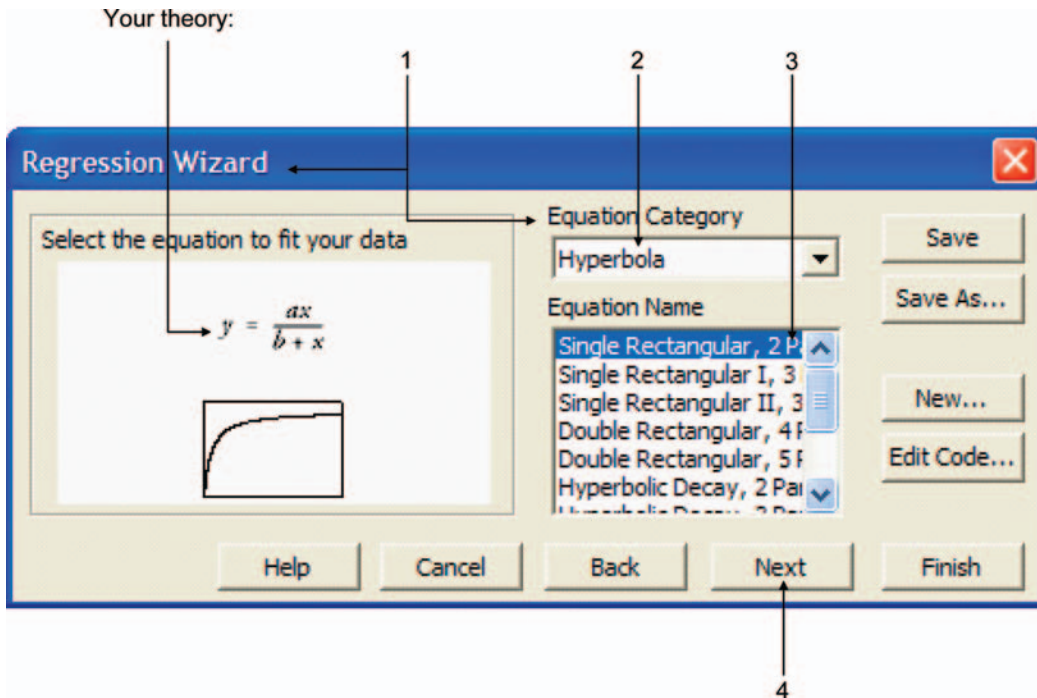 Your theory:
1
2
3
Regression Wizard
Select the equation to fit your data
y = ax / b + x
Equation Category
Hyperbola
Equation Name
Single Rectangular, 2 Pa
Single Rectangular I, 3
Single Rectangular II, 3
Double Rectangular, 4 P
Double Rectangular, 5 P
Hyperbolic Decay, 2 Par
Save
Save As...
New...
Edit Code...
Help
Cancel
Back
Next
Finish
4